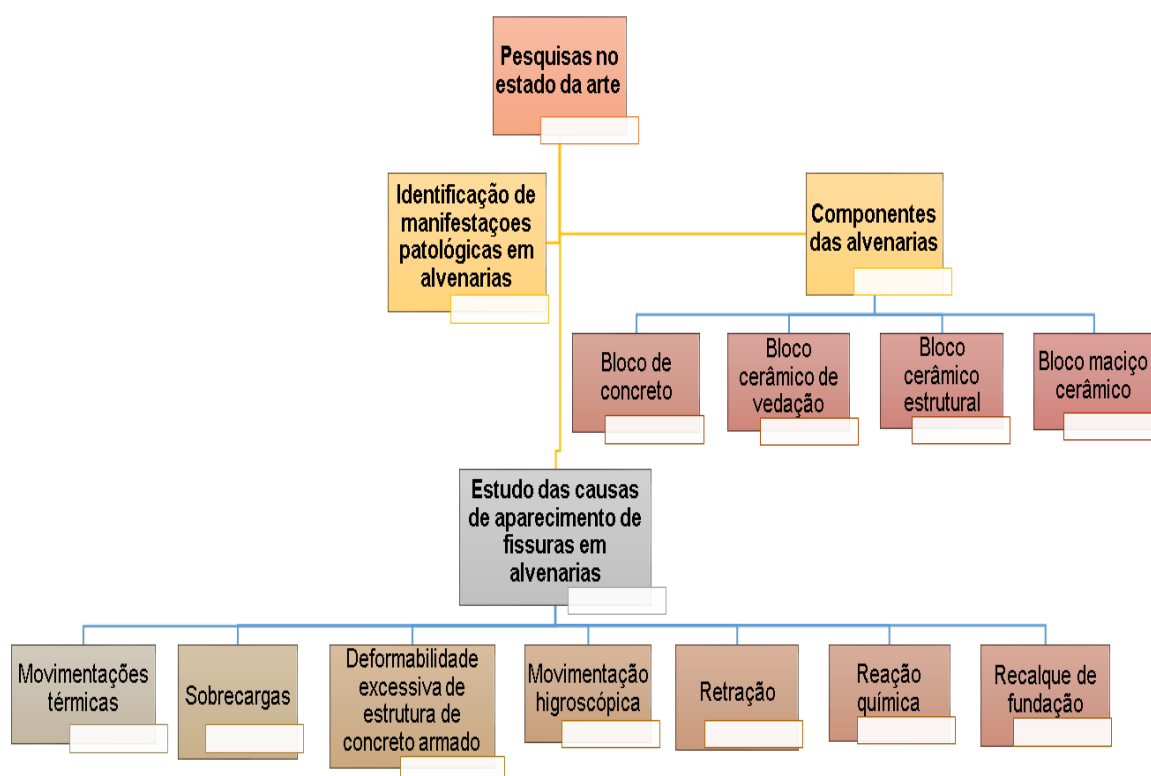 Pesquisas no
estado da arte
Identificação de
manifestaçoes
patológicas em
alvenarias
Componentes
das alvenarias
Bloco de
concreto
Bloco
cerâmico de
vedação
Bloco
cerâmico
estrutural
Bloco maciço
cerâmico
Estudo das causas
de aparecimento de
fissuras em
alvenarias
Movimentações
térmicas
Sobrecargas
Deformabilidade
excessiva de
estrutura de
concreto armado
Movimentação
higroscópica
Retração
Reação
química
Recalque de
fundação